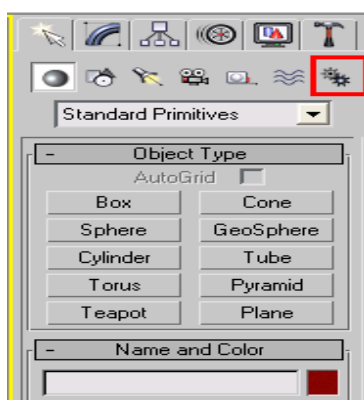 Standard Primitives
- Object Type
AutoGrid
Box Cone
Sphere GeoSphere
Cylinder Tube
Torus Pyramid
Teapot Plane
- Name and Color